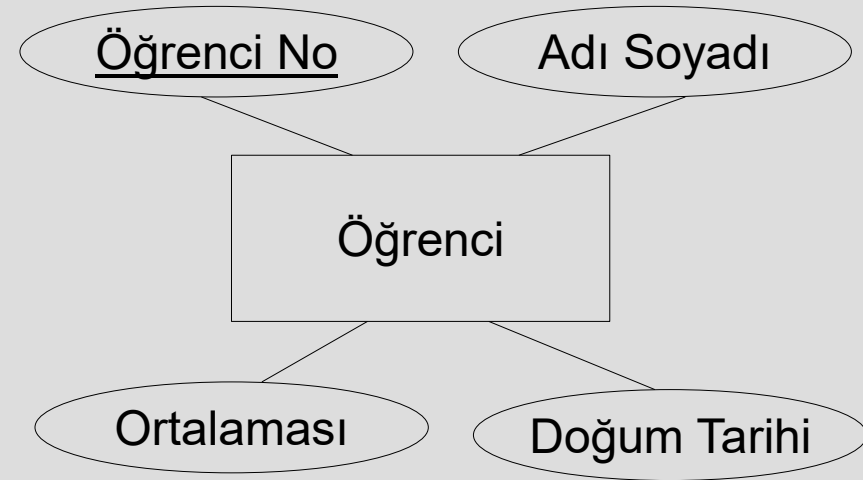 Öğrenci No
Adı Soyadı
Öğrenci
Ortalaması
Doğum Tarihi